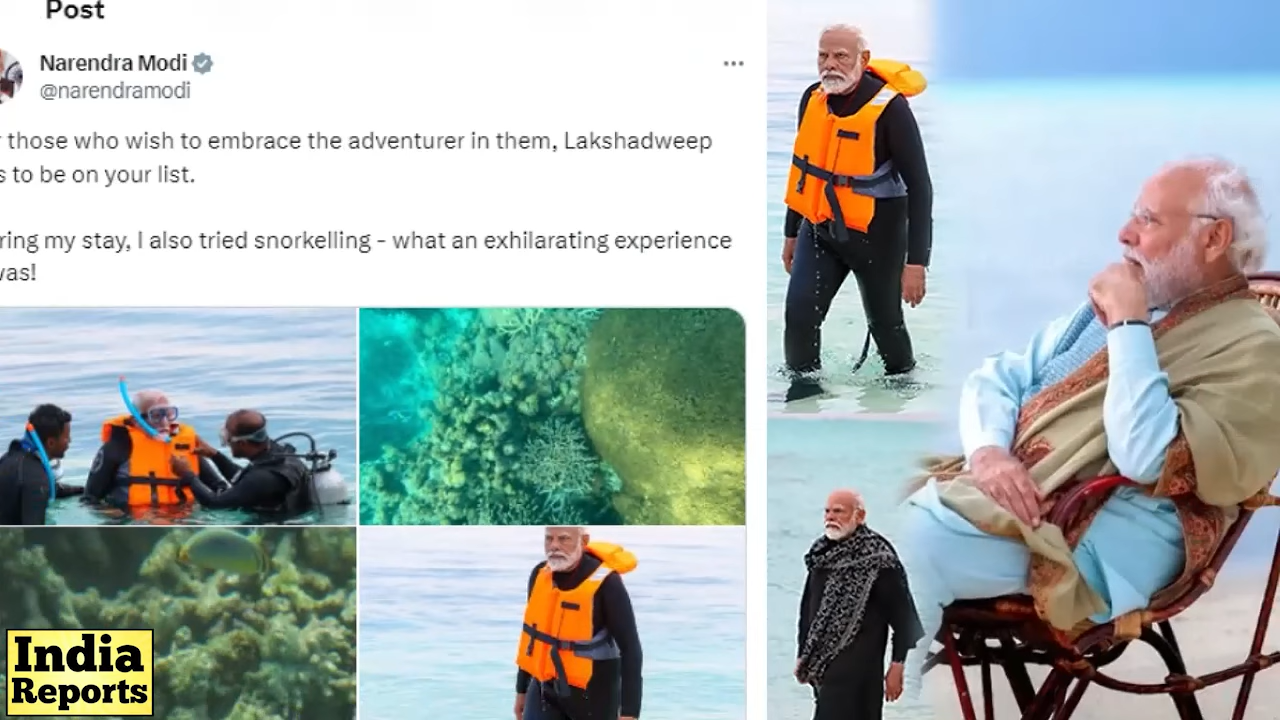 Post
Narendra Modi
@narendramodi
those who wish to embrace the adventurer in them, Lakshadweep
to be on your list.
ring my stay, I also tried snorkelling - what an exhilarating experience
was!
India
Reports